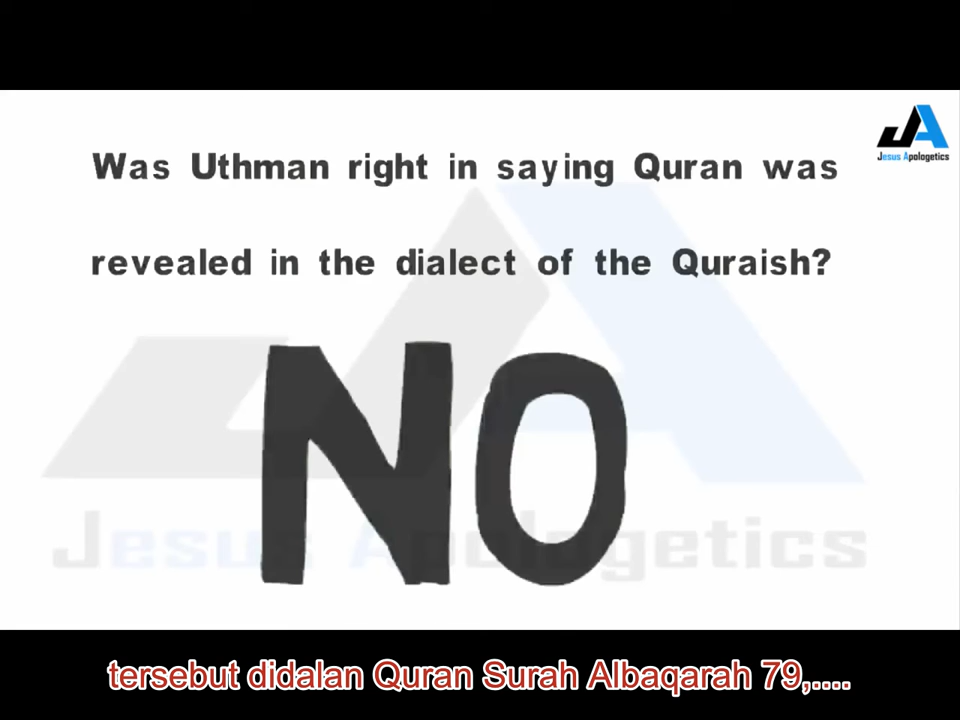 JA
Jesus Apologetics
Was Uthman right in saying Quran was
revealed in the dialect of the Quraish?
NO
Jesus Apologetics
tersebut didalan Quran Surah Albaqarah 79,....